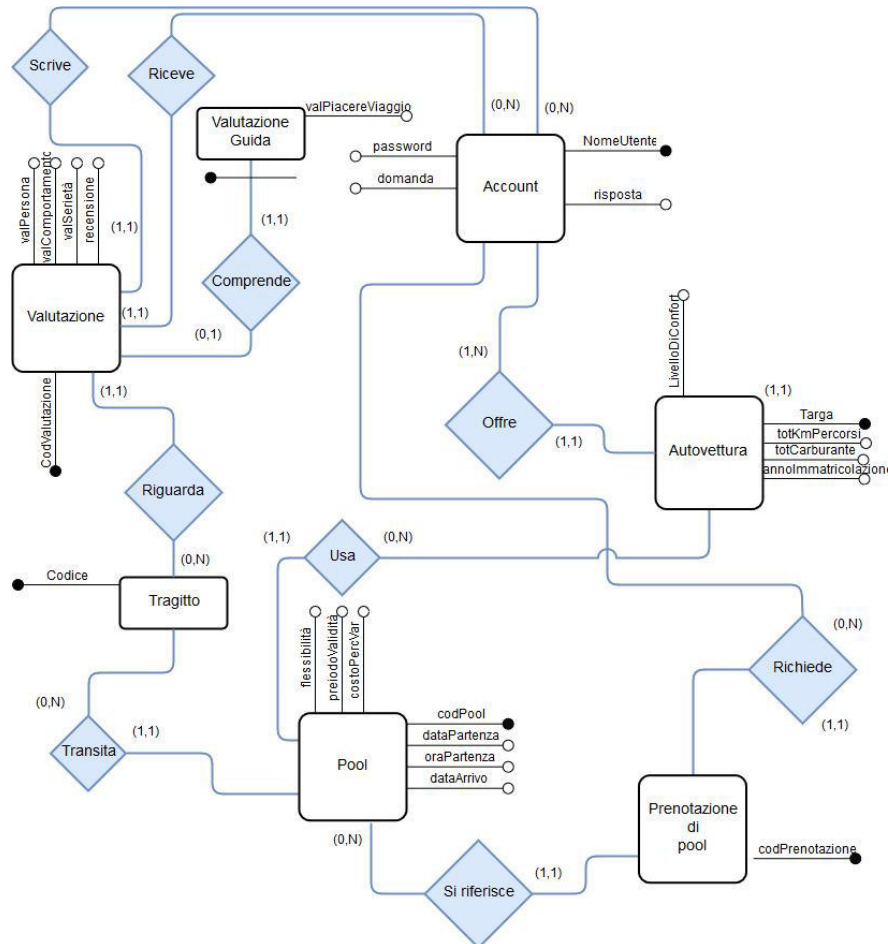 Scrive
Riceve
(0,N)
(0,N)
Valutazione
Guida
valPiacereViaggio
password
domanda
Account
NomeUtente
risposta
valPersona
valComportamento
valSerietà
recensione
(1,1)
(1,1)
Comprende
(0,1)
Valutazione
(1,1)
(1,1)
CodValutazione
(1,N)
Offre
(1,1)
LivelloDiConfort
(1,1)
Autovettura
Targa
totKmPercorsi
totCarburante
annoImmatricolazione
Riguarda
(0,N)
Codice
Tragitto
(1,1)
Usa
(0,N)
flessibilità
preiodoValidità
costoPercVar
(0,N)
Richiede
(1,1)
(0,N)
Transita
(1,1)
Pool
codPool
dataPartenza
oraPartenza
dataArrivo
(0,N)
Si riferisce
(1,1)
Prenotazione
di
pool
codPrenotazione